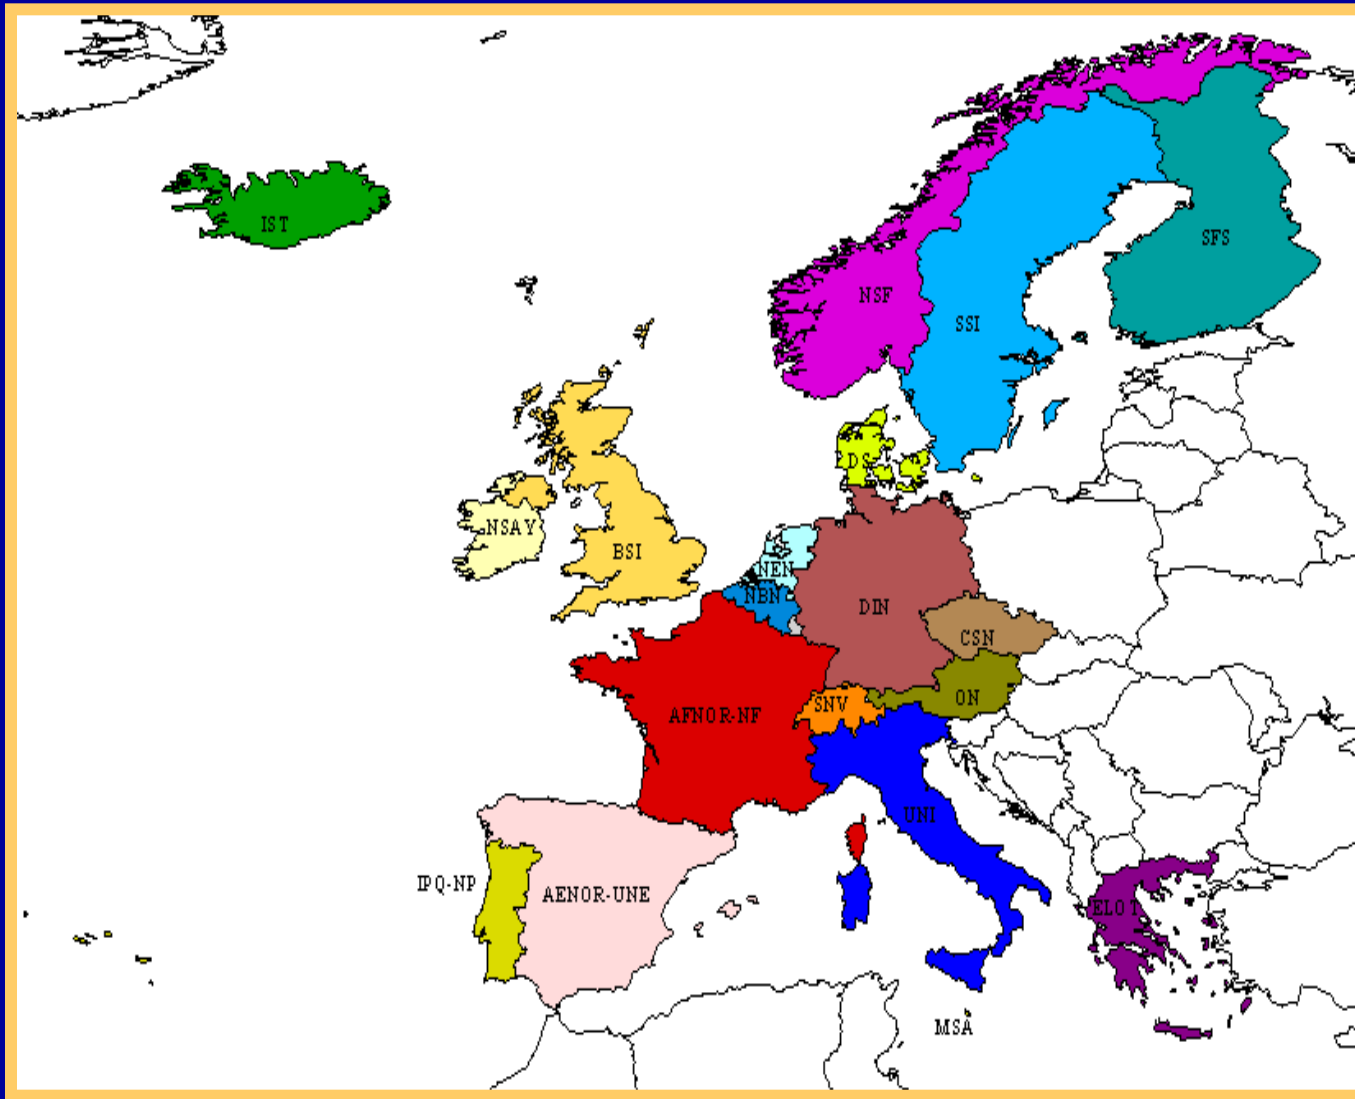 IST
SFS
NSF
SSI
DS
NSAY
BSI
NEN
NBN
DIN
CSN
ON
SNV
AFNOR-NF
UNI
IPQ-NP
AENOR-UNE
ELOT
MSA